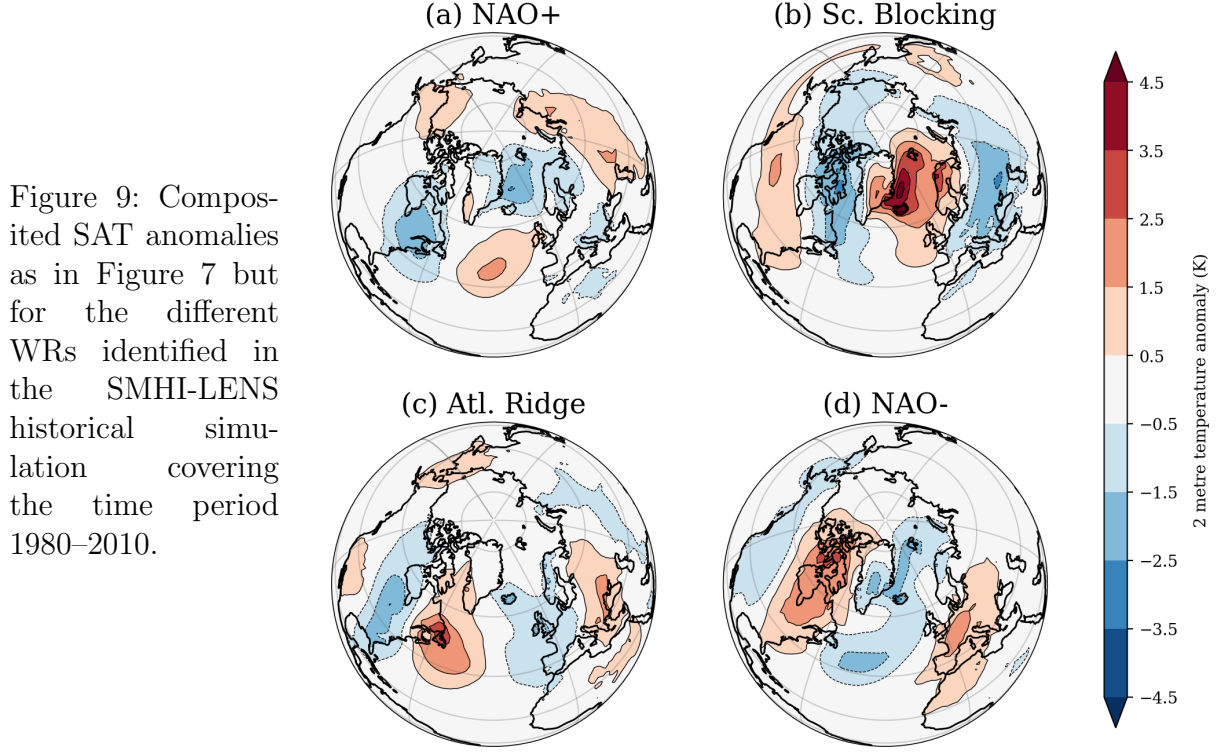 (a) NAO+
(b) Sc. Blocking
Figure 9: Compos-
ited SAT anomalies
as in Figure 7 but
for the different
WRs identified in
the SMHI-LENS
historical simu-
lation covering
the time period
1980–2010.
(c) Atl. Ridge
(d) NAO-
4.5
3.5
2.5
1.5
0.5
−0.5
−1.5
−2.5
−3.5
−4.5
2 metre temperature anomaly (K)